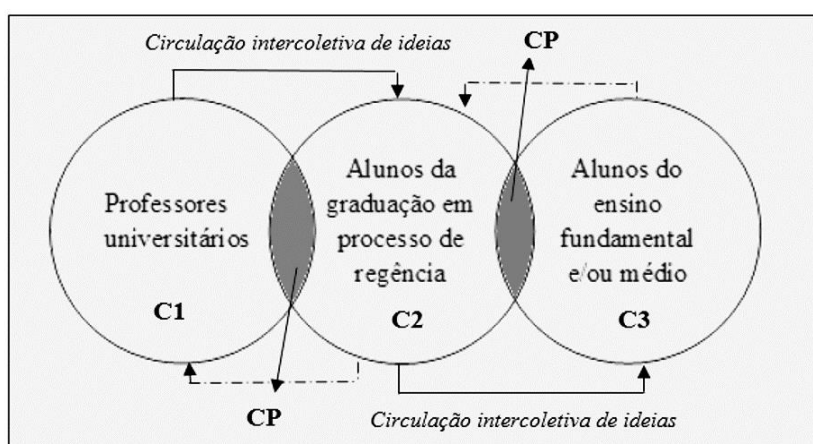 Circulação intercoletiva de ideias
CP
Professores
universitários
C1
Alunos da
graduação em
processo de
regência
C2
Alunos do
ensino
fundamental
e/ou médio
C3
CP
Circulação intercoletiva de ideias